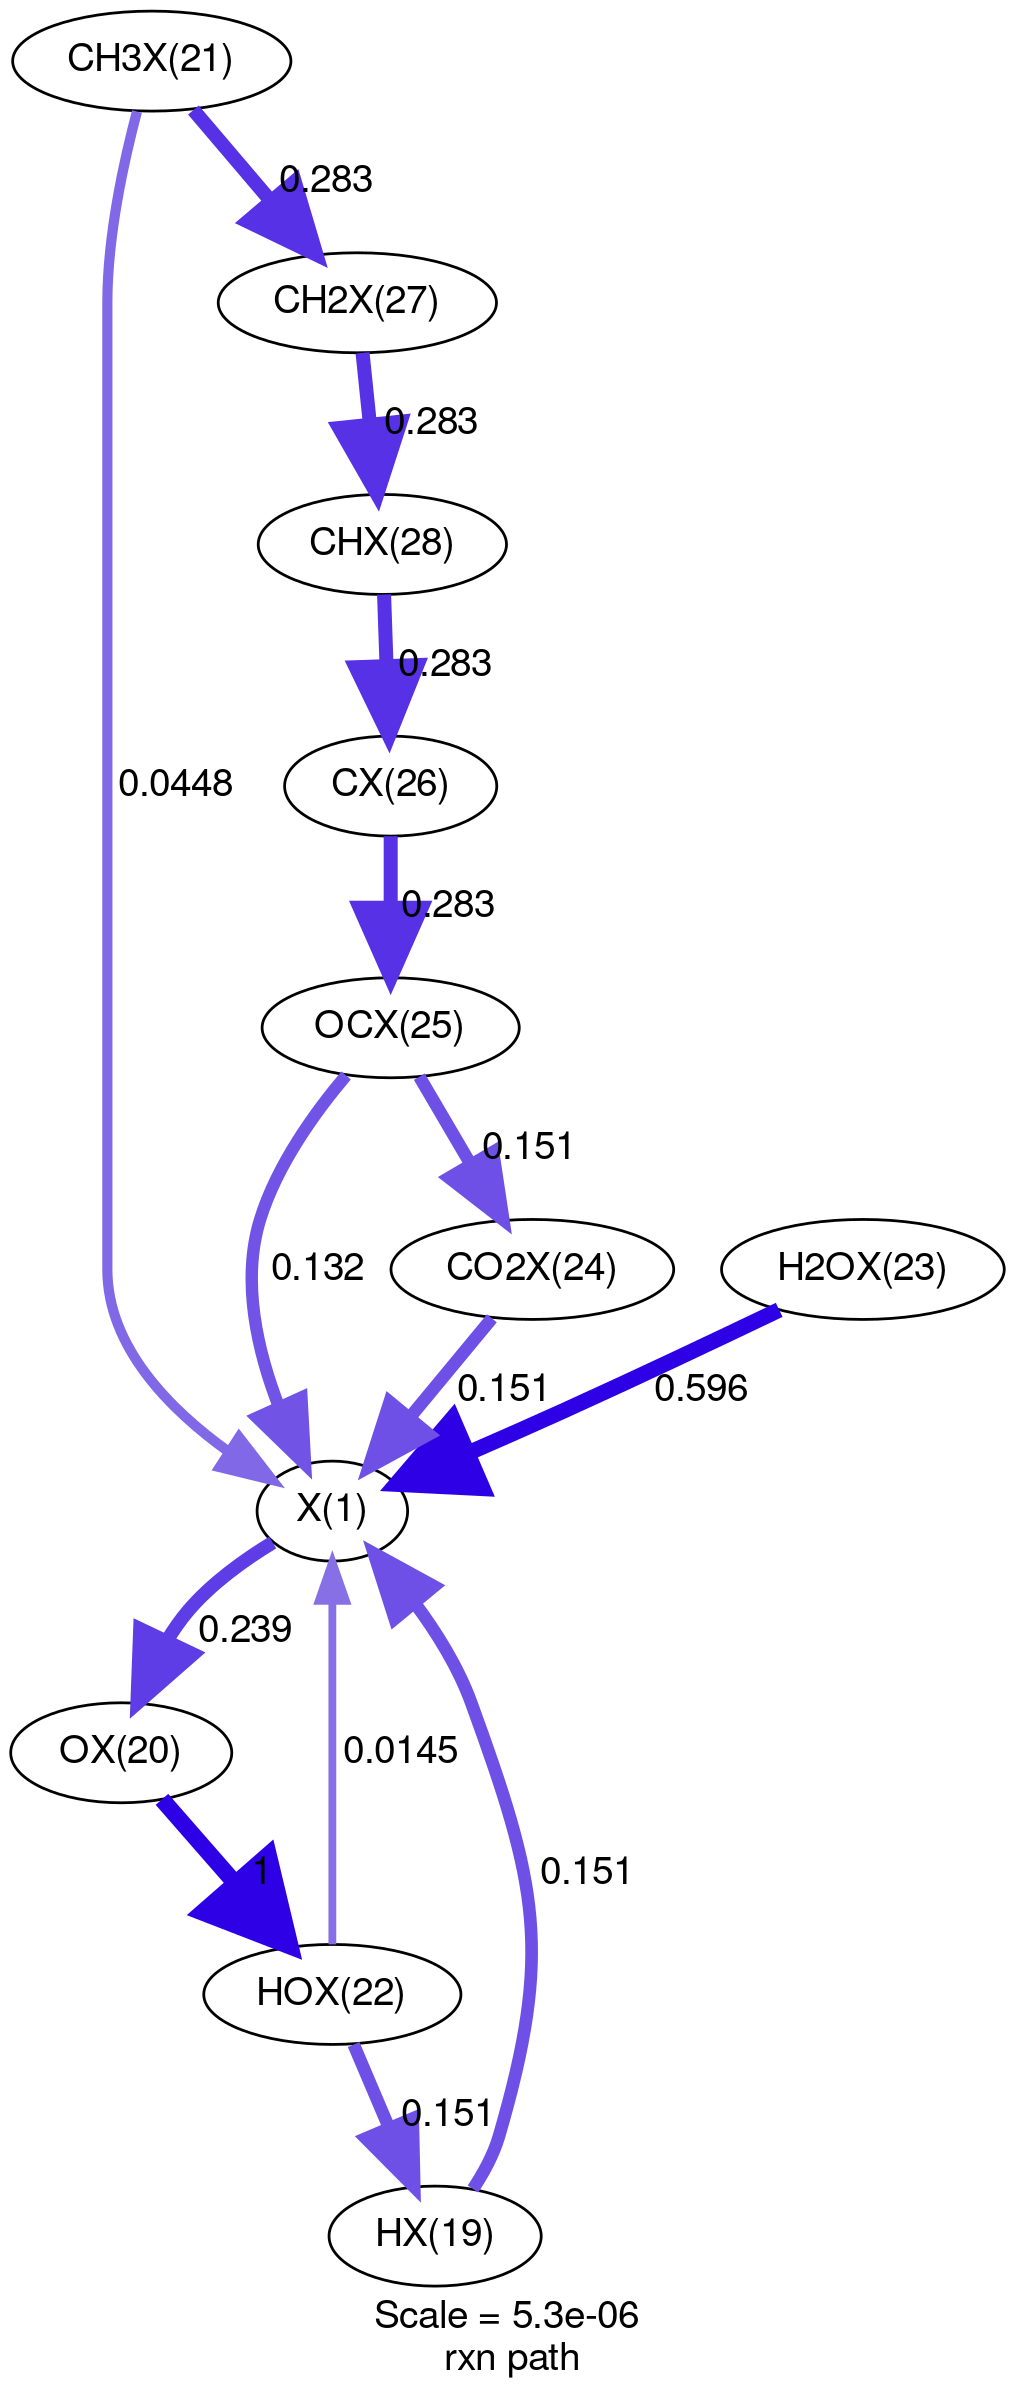 CH3X(21)
0.283
CH2X(27)
0.283
CHX(28)
0.283
CX(26)
0.0448
0.283
OCX(25)
0.151
0.132
CO2X(24)
H2OX(23)
0.151
0.596
X(1)
0.239
OX(20)
0.0145
1
0.151
HOX(22)
0.151
HX(19)
Scale = 5.3e-06
rxn path